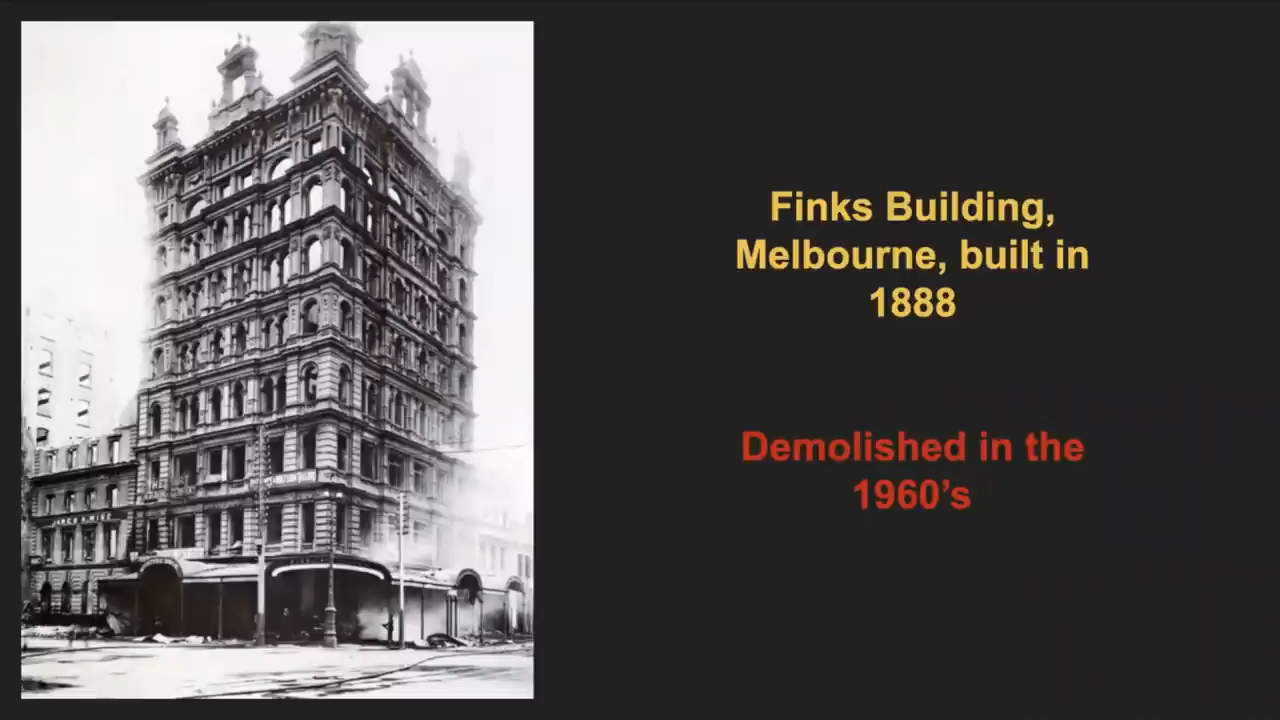 Finks Building,
Melbourne, built in
1888
Demolished in the
1960’s